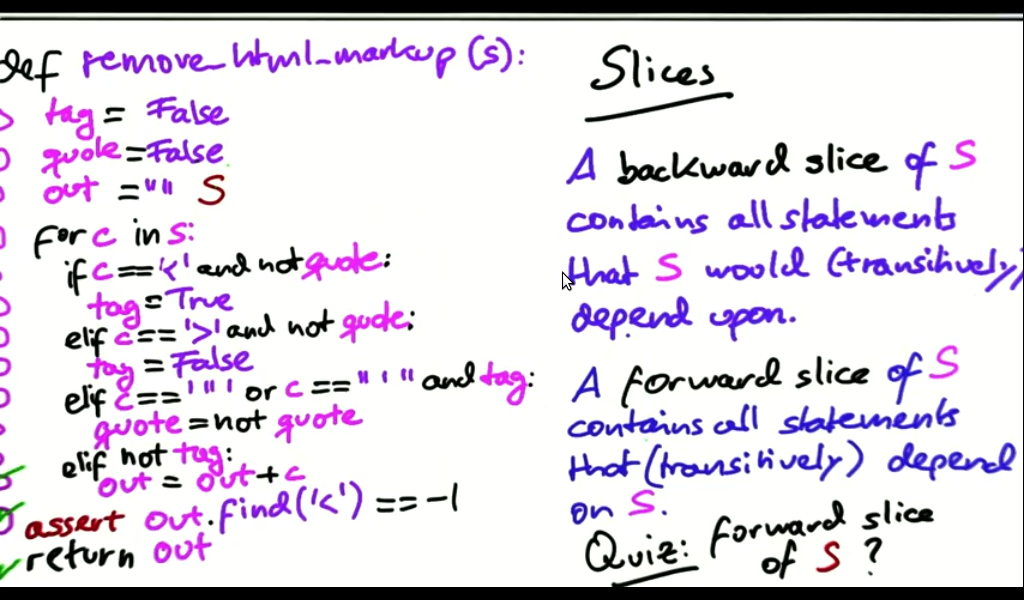 def remove_html_markup (s):
tag = False
quote = False
out = "" S
for c in s:
if c == '<' and not quote:
tag = True
elif c == '>' and not quote:
tag = False
elif c == '"' or c == "'" and tag:
quote = not quote
elif not tag:
out = out + c
assert out.find('<') == -1
return out
Slices
A backward slice of S
contains all statements
that S would (transitively)
depend upon.
A forward slice of S
contains all statements
that (transitively) depend
on S.
Quiz: forward slice
of S ?